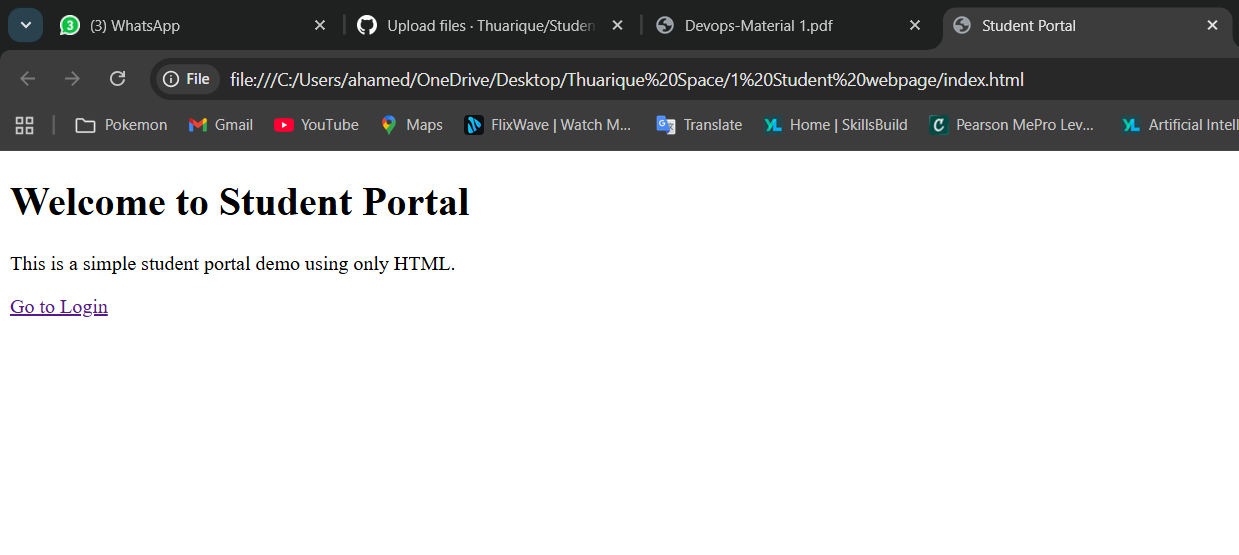 3 (3) WhatsApp
Upload files · Thuarique/Studen
Devops-Material 1.pdf
Student Portal
File file:///C:/Users/ahamed/OneDrive/Desktop/Thuarique%20Space/1%20Student%20webpage/index.html
Pokemon Gmail YouTube Maps FlixWave | Watch M... Translate Home | SkillsBuild Pearson MePro Lev... Artificial Intell
Welcome to Student Portal
This is a simple student portal demo using only HTML.
Go to Login